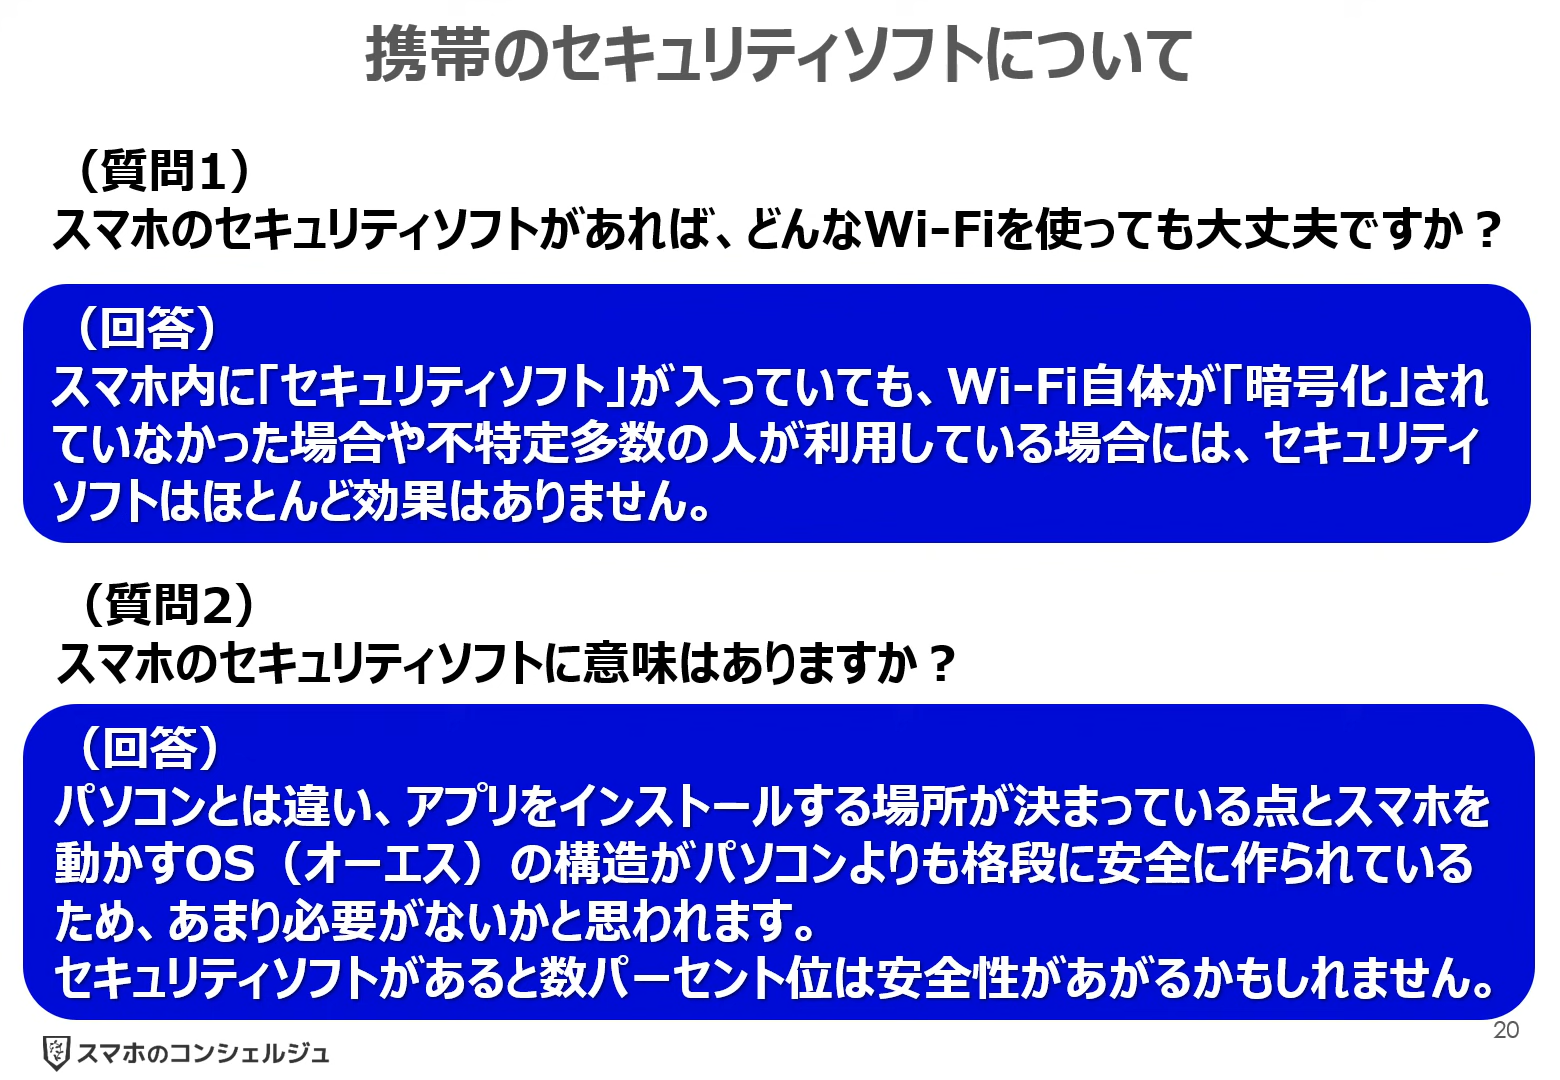 携帯のセキュリティソフトについて
（質問1）
スマホのセキュリティソフトがあれば、どんなWi-Fiを使っても大丈夫ですか？
（回答）
スマホ内に「セキュリティソフト」が入っていても、Wi-Fi自体が「暗号化」され
ていなかった場合や不特定多数の人が利用している場合には、セキュリティ
ソフトはほとんど効果はありません。
（質問2）
スマホのセキュリティソフトに意味はありますか？
（回答）
パソコンとは違い、アプリをインストールする場所が決まっている点とスマホを
動かすOS（オーエス）の構造がパソコンよりも格段に安全に作られている
ため、あまり必要がないかと思われます。
セキュリティソフトがあると数パーセント位は安全性があがるかもしれません。
スマホのコンシェルジュ
20